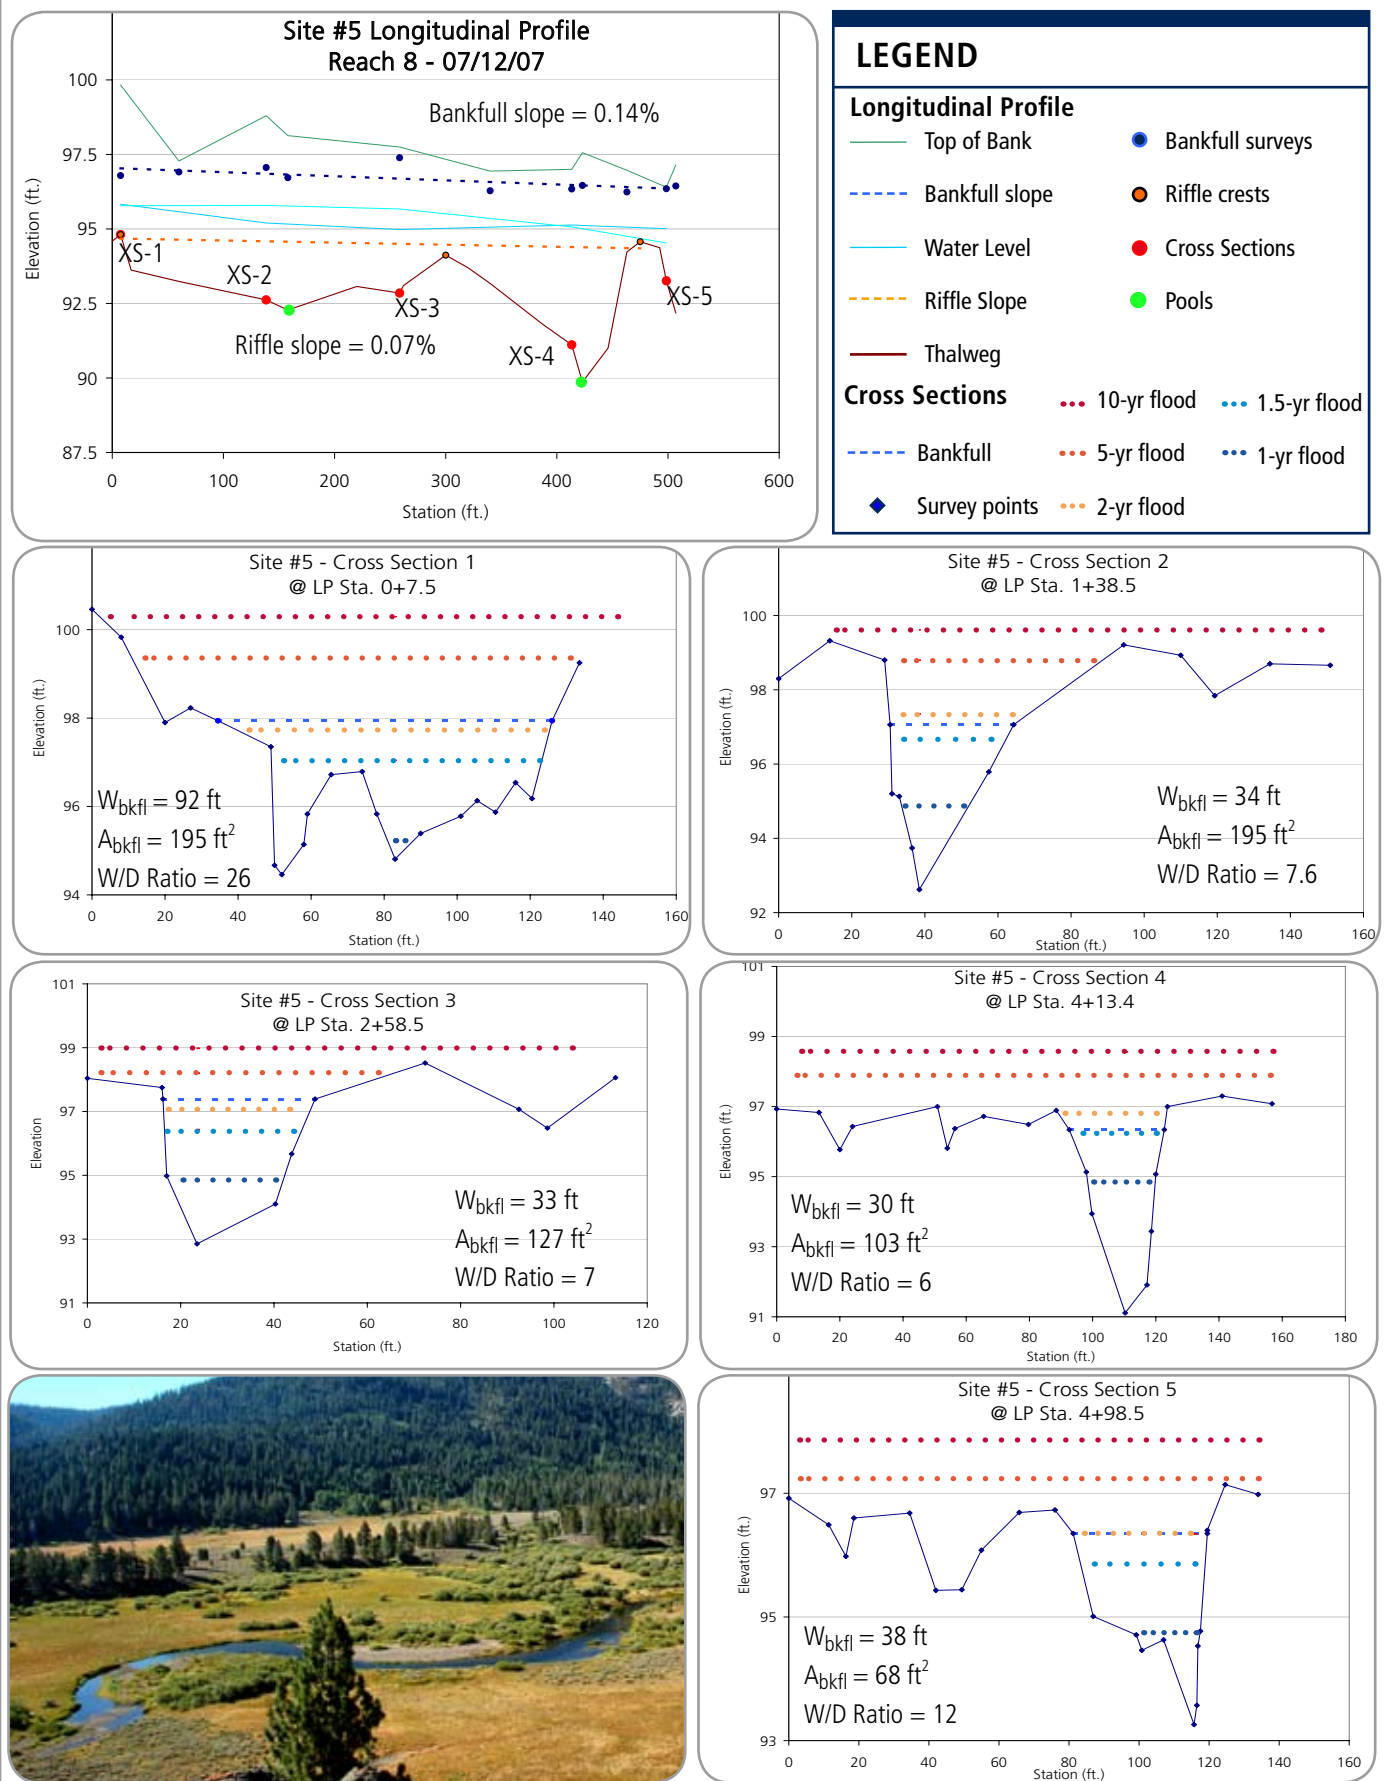 Site #5 Longitudinal Profile
Reach 8 - 07/12/07
Bankfull slope = 0.14%
Elevation (ft.)
100
97.5
95
92.5
90
87.5
XS-1
XS-2
XS-3
XS-4
XS-5
Riffle slope = 0.07%
0 100 200 300 400 500 600
Station (ft.)
LEGEND
Longitudinal Profile
Top of Bank
Bankfull surveys
Bankfull slope
Riffle crests
Water Level
Cross Sections
Riffle Slope
Pools
Thalweg
Cross Sections
10-yr flood
1.5-yr flood
Bankfull
5-yr flood
1-yr flood
Survey points
2-yr flood
Site #5 - Cross Section 1
@ LP Sta. 0+7.5
Elevation (ft.)
100
98
96
94
Wbkfl = 92 ft
Abkfl = 195 ft²
W/D Ratio = 26
0 20 40 60 80 100 120 140 160
Station (ft.)
Site #5 - Cross Section 2
@ LP Sta. 1+38.5
Elevation (ft.)
100
98
96
94
92
Wbkfl = 34 ft
Abkfl = 195 ft²
W/D Ratio = 7.6
0 20 40 60 80 100 120 140 160
Station (ft.)
Site #5 - Cross Section 3
@ LP Sta. 2+58.5
Elevation
101
99
97
95
93
91
Wbkfl = 33 ft
Abkfl = 127 ft²
W/D Ratio = 7
0 20 40 60 80 100 120
Station (ft.)
Site #5 - Cross Section 4
@ LP Sta. 4+13.4
Elevation (ft.)
101
99
97
95
93
91
Wbkfl = 30 ft
Abkfl = 103 ft²
W/D Ratio = 6
0 20 40 60 80 100 120 140 160 180
Station (ft.)
Site #5 - Cross Section 5
@ LP Sta. 4+98.5
Elevation (ft.)
97
95
93
Wbkfl = 38 ft
Abkfl = 68 ft²
W/D Ratio = 12
0 20 40 60 80 100 120 140 160
Station (ft.)